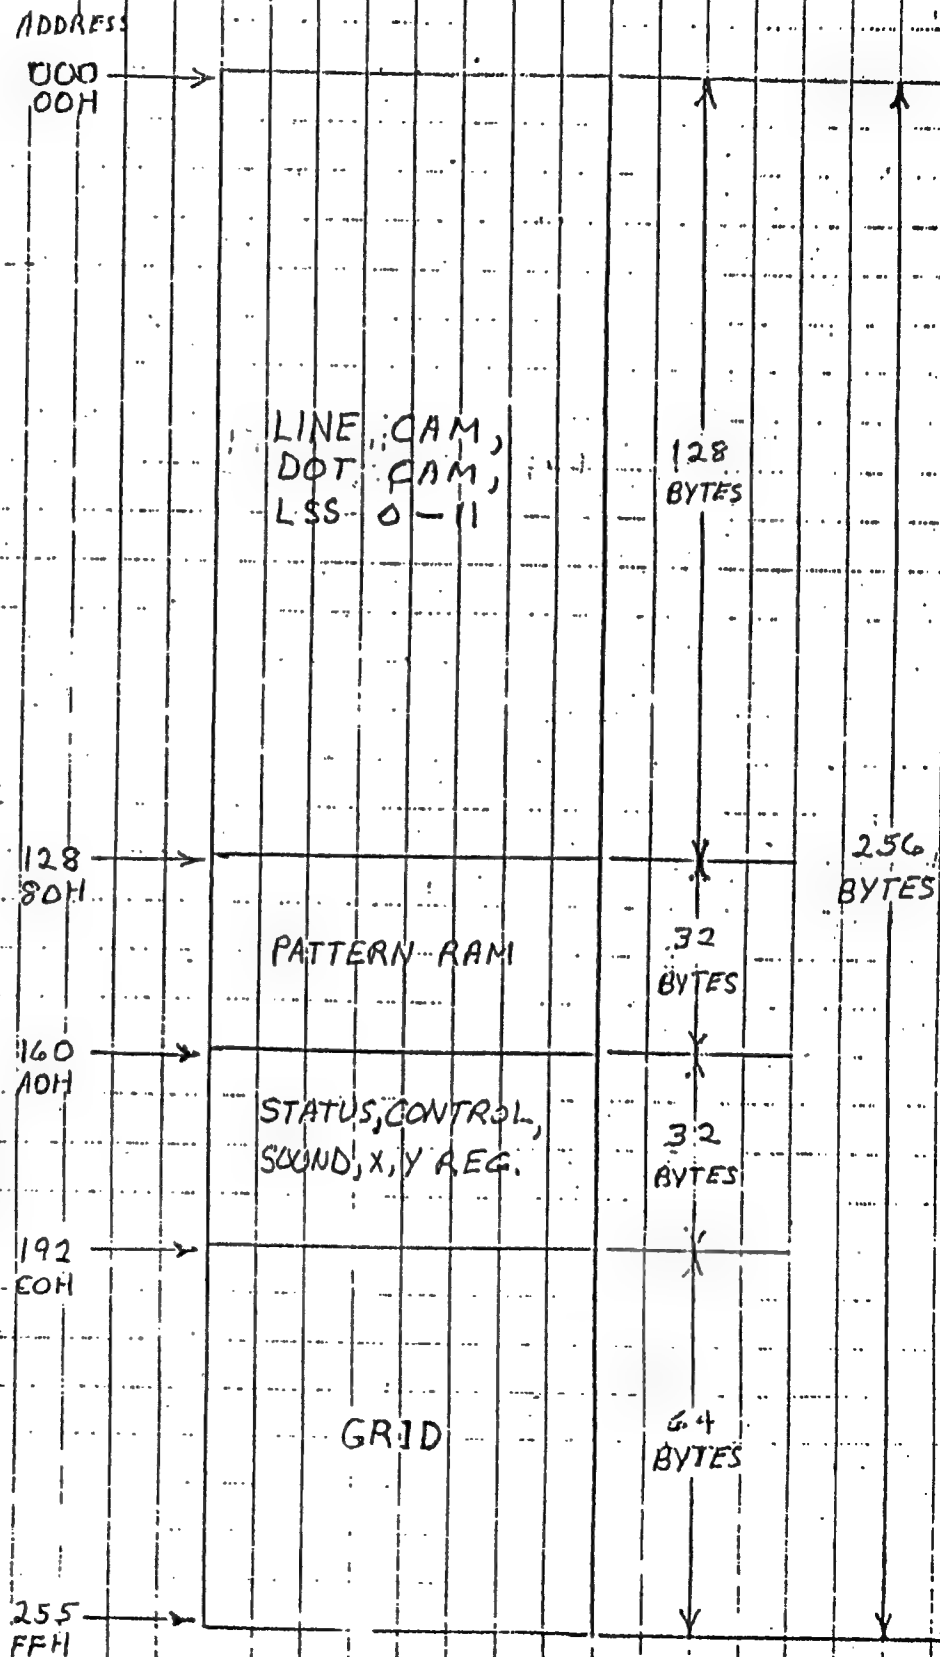 ADDRESS
000
00H
LINE CAM,
DOT CAM,
LSS 0-11
128
BYTES
128
80H
256
BYTES
PATTERN RAM
32
BYTES
160
A0H
STATUS, CONTROL,
SOUND, X, Y REG.
32
BYTES
192
E0H
GRID
64
BYTES
255
FFH